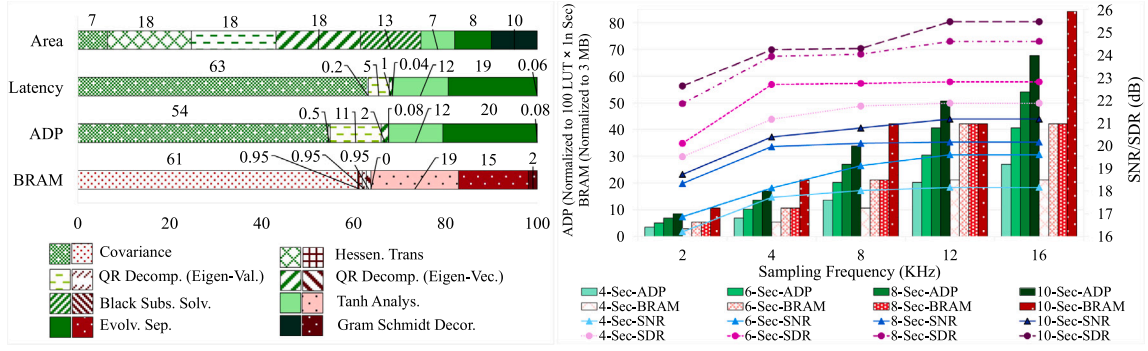 7 18 18 18 13 7 8 10
Area
63 0.2 5 1 0.04 12 19 0.06
Latency
54 0.5 11 2 0.08 12 20 0.08
ADP
61 0.95 0.95 0.95 0 19 15 2
BRAM
0 20 40 60 80 100
Covariance Hessen. Trans
QR Decomp. (Eigen-Val.) QR Decomp. (Eigen-Vec.)
Black Subs. Solv. Tanh Analys.
Evolv. Sep. Gram Schmidt Decor.
ADP (Normalized to 100 LUT × 1n Sec)
BRAM (Normalized to 3 MB)
80
70
60
50
40
30
20
10
0
26
25
24
23
22
21
20
19
18
17
16
SNR/SDR (dB)
2 4 8 12 16
Sampling Frequency (KHz)
4-Sec-ADP 6-Sec-ADP 8-Sec-ADP 10-Sec-ADP
4-Sec-BRAM 6-Sec-BRAM 8-Sec-BRAM 10-Sec-BRAM
4-Sec-SNR 6-Sec-SNR 8-Sec-SNR 10-Sec-SNR
4-Sec-SDR 6-Sec-SDR 8-Sec-SDR 10-Sec-SDR